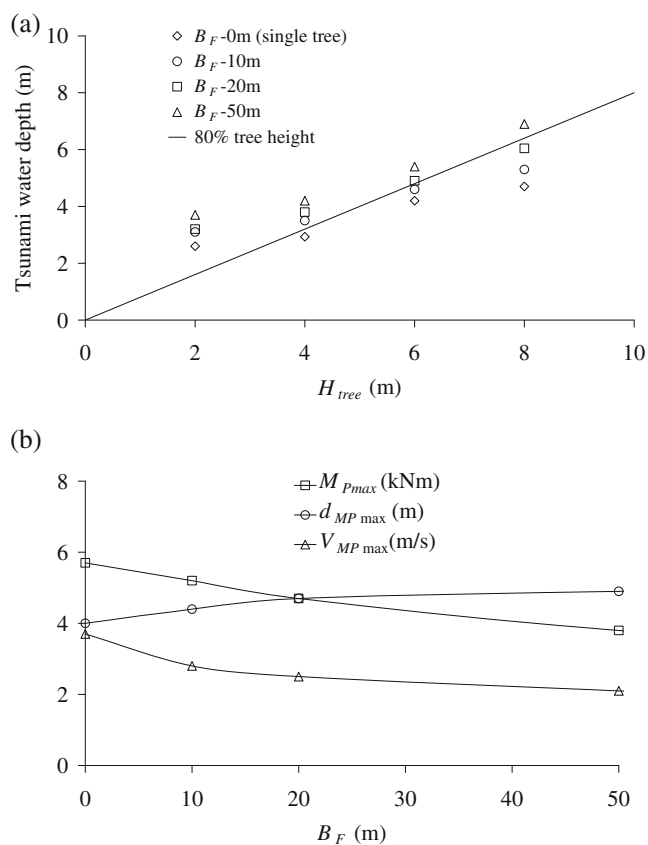 (a)
B F -0m (single tree)
B F -10m
B F -20m
B F -50m
80% tree height
Tsunami water depth (m)
10
8
6
4
2
0
0 2 4 6 8 10
H tree (m)
(b)
M Pmax (kNm)
d MP max (m)
V MP max(m/s)
8
6
4
2
0
0 10 20 30 40 50
B F (m)